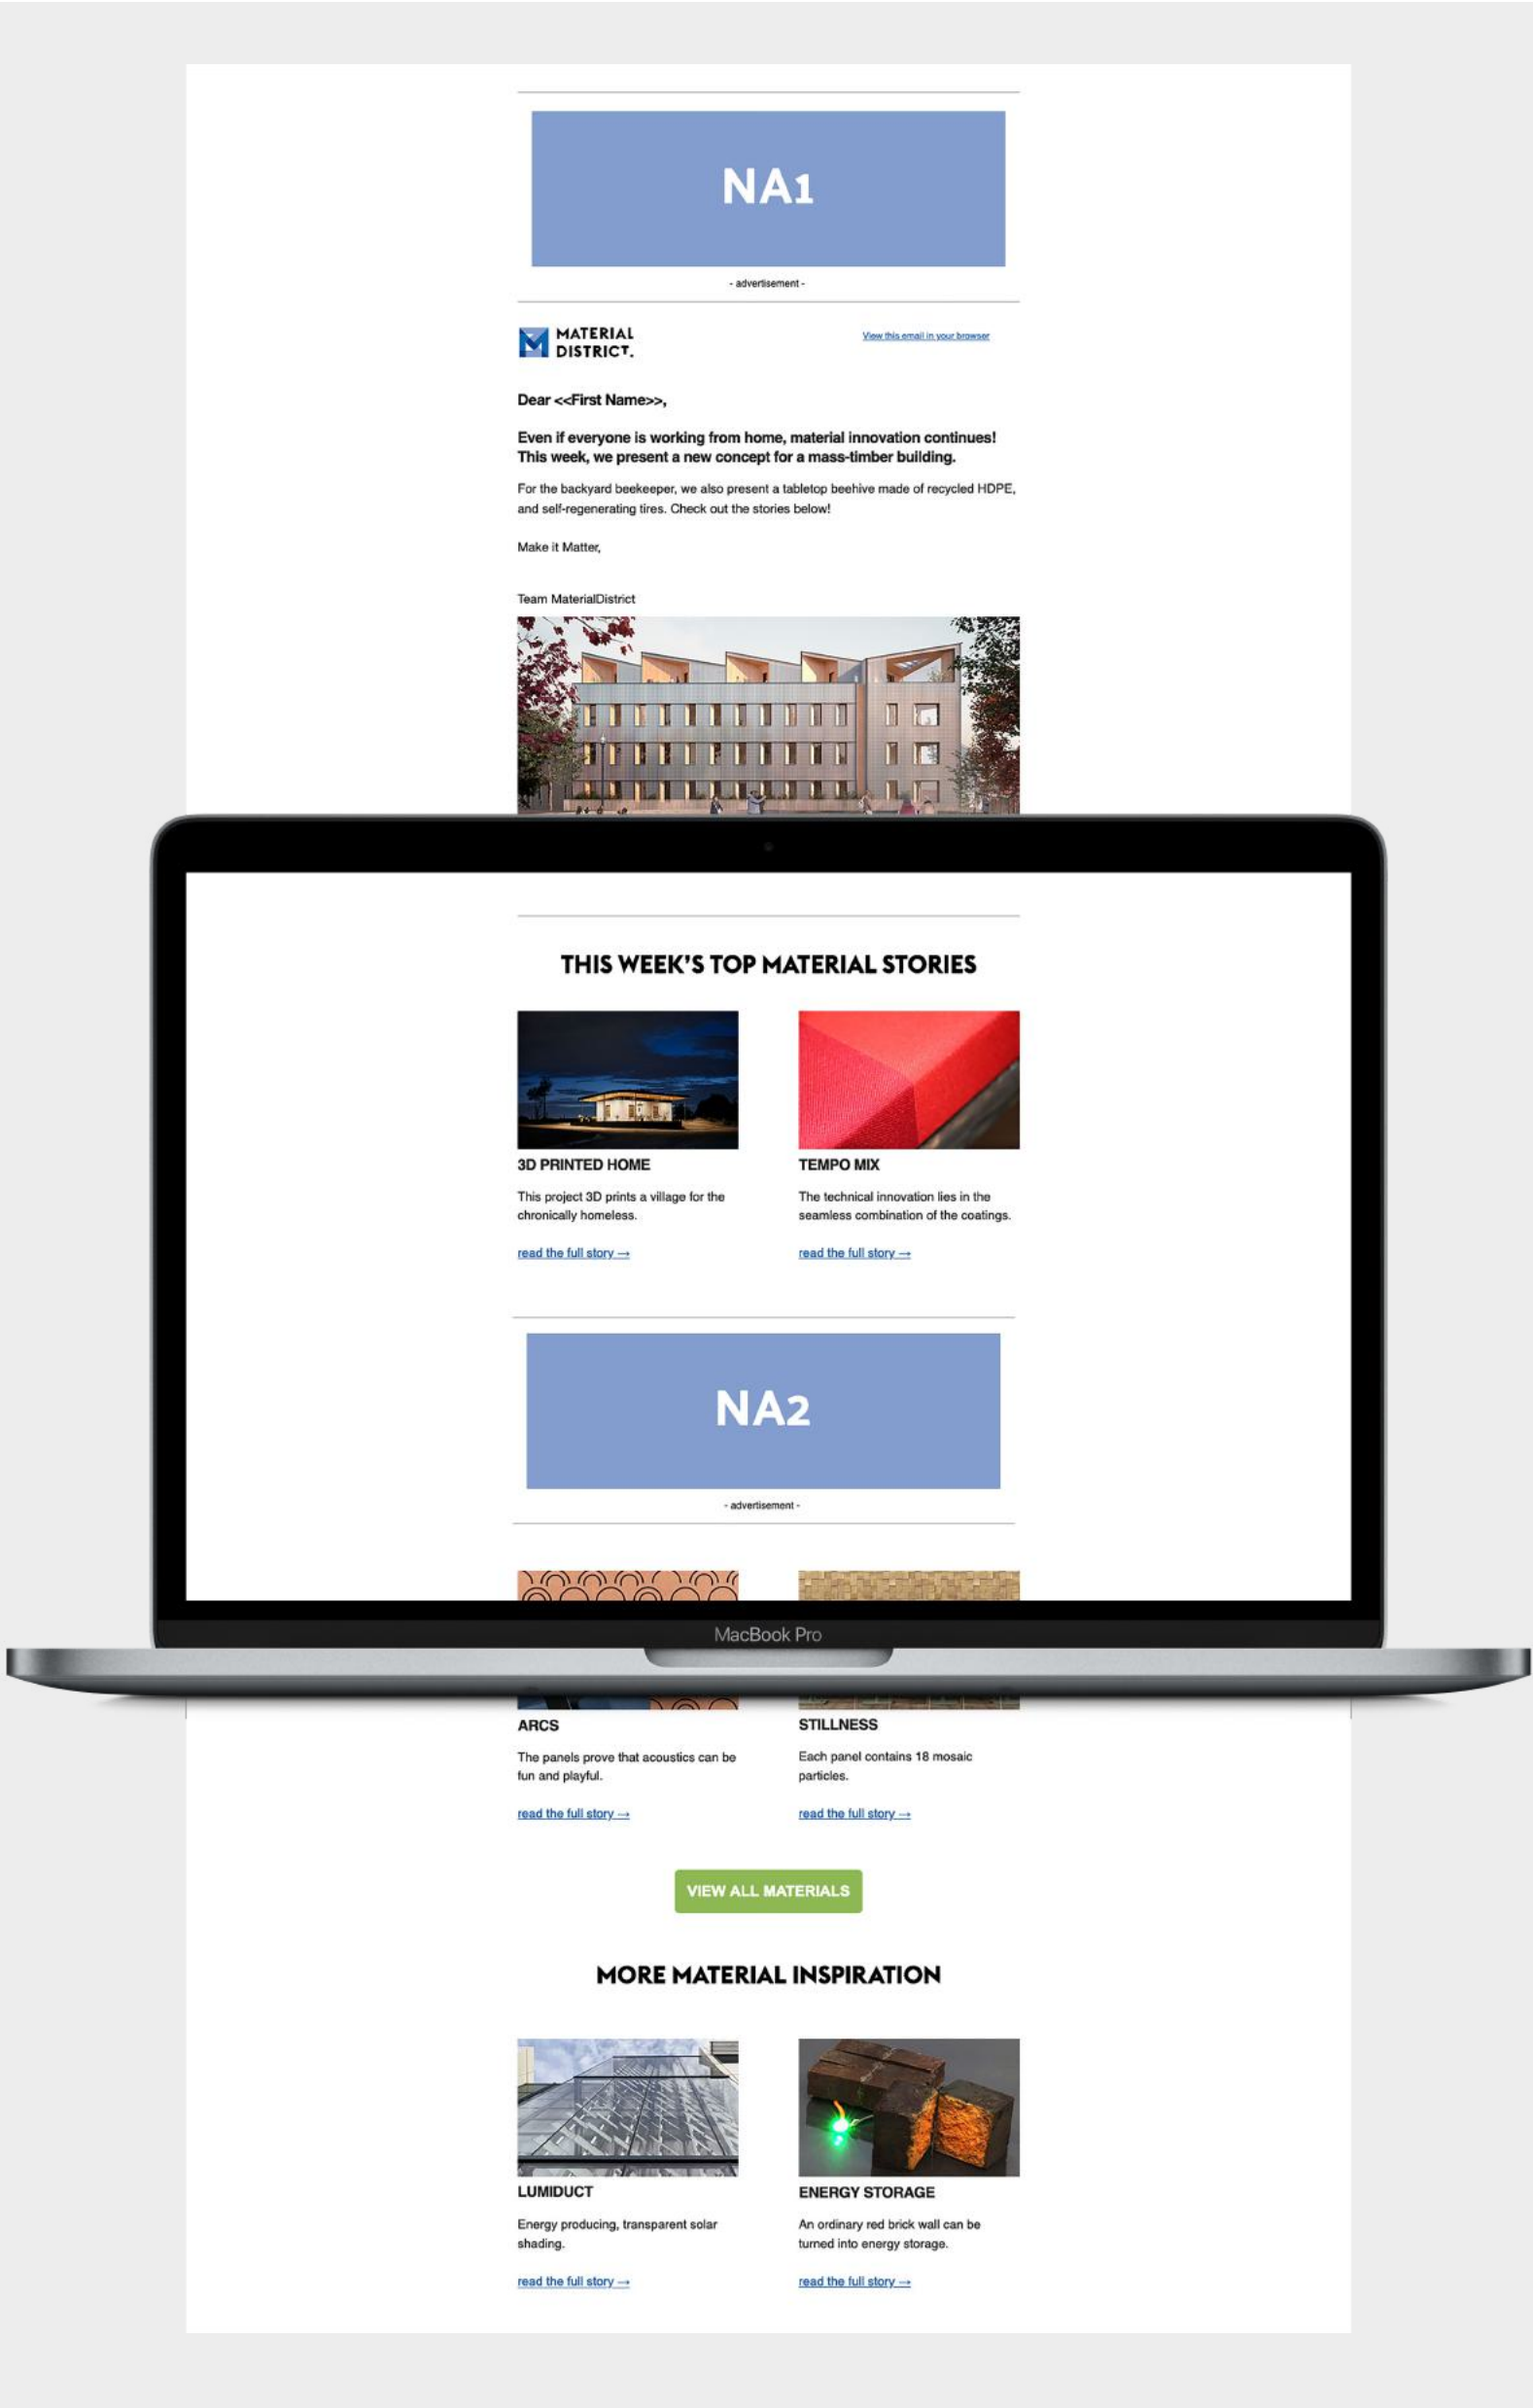 NA1
- advertisement -
MATERIAL
DISTRICT.
View this email in your browser
Dear <<First Name>>,
Even if everyone is working from home, material innovation continues!
This week, we present a new concept for a mass-timber building.
For the backyard beekeeper, we also present a tabletop beehive made of recycled HDPE,
and self-regenerating tires. Check out the stories below!
Make it Matter,
Team MaterialDistrict
THIS WEEK'S TOP MATERIAL STORIES
3D PRINTED HOME
This project 3D prints a village for the
chronically homeless.
read the full story →
TEMPO MIX
The technical innovation lies in the
seamless combination of the coatings.
read the full story →
NA2
- advertisement -
MacBook Pro
ARCS
The panels prove that acoustics can be
fun and playful.
read the full story →
STILLNESS
Each panel contains 18 mosaic
particles.
read the full story →
VIEW ALL MATERIALS
MORE MATERIAL INSPIRATION
LUMIDUCT
Energy producing, transparent solar
shading.
read the full story →
ENERGY STORAGE
An ordinary red brick wall can be
turned into energy storage.
read the full story →